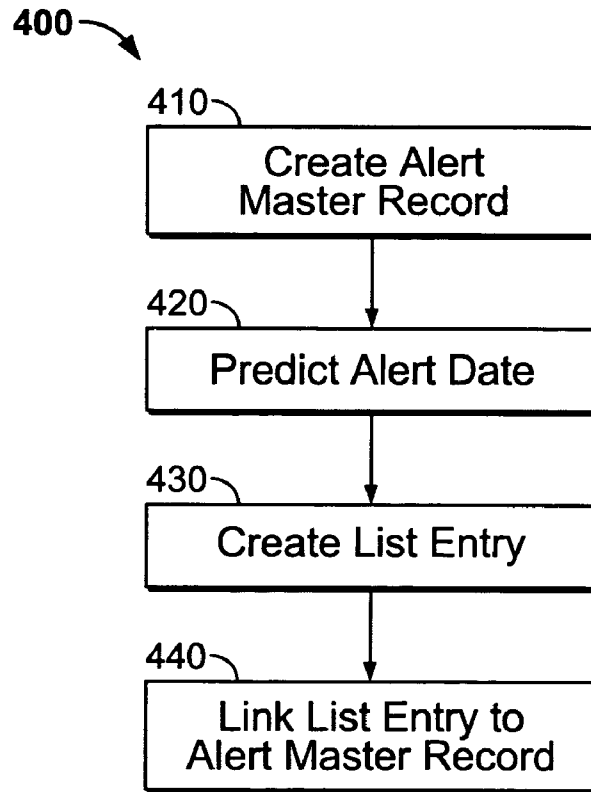 400
410
Create Alert
Master Record
420
Predict Alert Date
430
Create List Entry
440
Link List Entry to
Alert Master Record